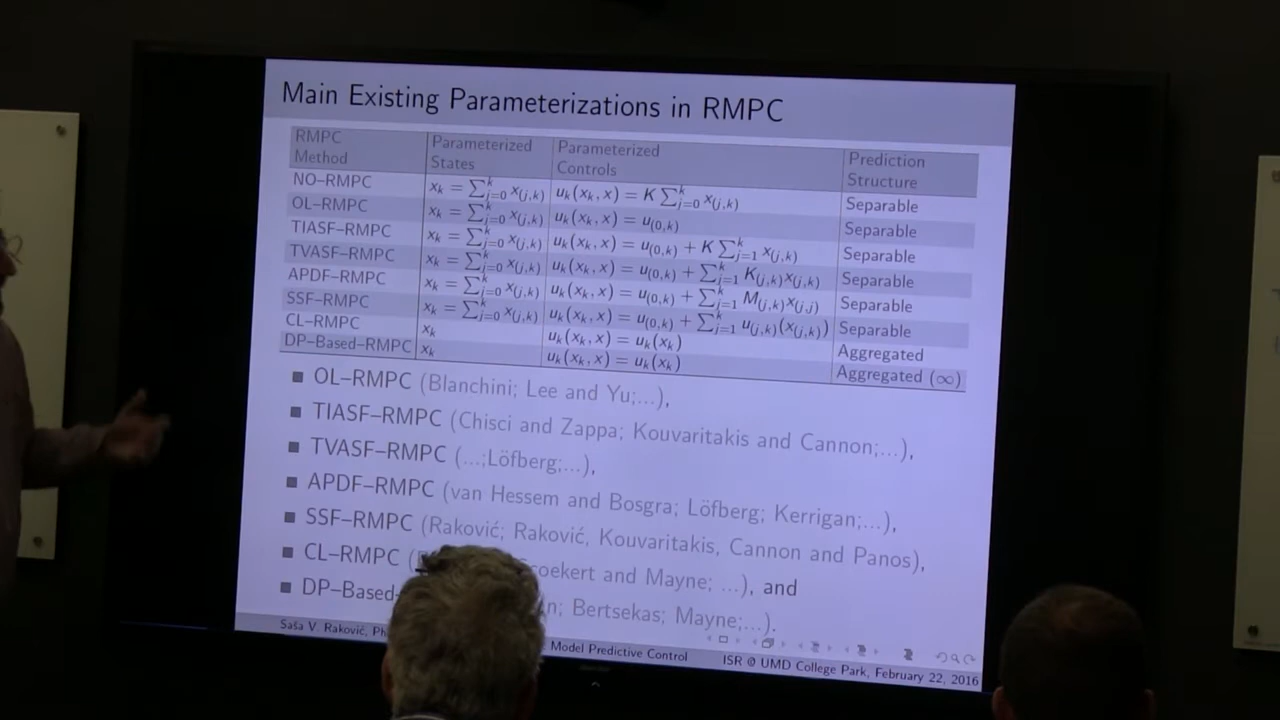 Main Existing Parameterizations in RMPC
RMPC Method | Parameterized States | Parameterized Controls | Prediction Structure
NO–RMPC | x_k = ∑_{j=0}^k x_(j,k) | u_k(x_k, x) = K ∑_{j=0}^k x_(j,k) | Separable
OL–RMPC | x_k = ∑_{j=0}^k x_(j,k) | u_k(x_k, x) = u_(0,k) | Separable
TIASF–RMPC | x_k = ∑_{j=0}^k x_(j,k) | u_k(x_k, x) = u_(0,k) + K ∑_{j=1}^k x_(j,k) | Separable
TVASF–RMPC | x_k = ∑_{j=0}^k x_(j,k) | u_k(x_k, x) = u_(0,k) + ∑_{j=1}^k K_(j,k) x_(j,k) | Separable
APDF–RMPC | x_k = ∑_{j=0}^k x_(j,k) | u_k(x_k, x) = u_(0,k) + ∑_{j=1}^k M_(j,k) x_(j,j) | Separable
SSF–RMPC | x_k = ∑_{j=0}^k x_(j,k) | u_k(x_k, x) = u_(0,k) + ∑_{j=1}^k u_(j,k)(x_(j,k)) | Separable
CL–RMPC | x_k | u_k(x_k, x) = u_k(x_k) | Aggregated
DP–Based–RMPC | x_k | u_k(x_k, x) = u_k(x_k) | Aggregated (∞)
■ OL–RMPC (Blanchini; Lee and Yu;...),
■ TIASF–RMPC (Chisci and Zappa; Kouvaritakis and Cannon;...),
■ TVASF–RMPC (...;Löfberg;...),
■ APDF–RMPC (van Hessem and Bosgra; Löfberg; Kerrigan;...),
■ SSF–RMPC (Raković; Raković, Kouvaritakis, Cannon and Panos),
■ CL–RMPC ( and Mayne; ...), and
■ DP–Based– Bertsekas; Mayne;...).
Saša V. Raković, Model Predictive Control ISR @ UMD College Park, February 22, 2016